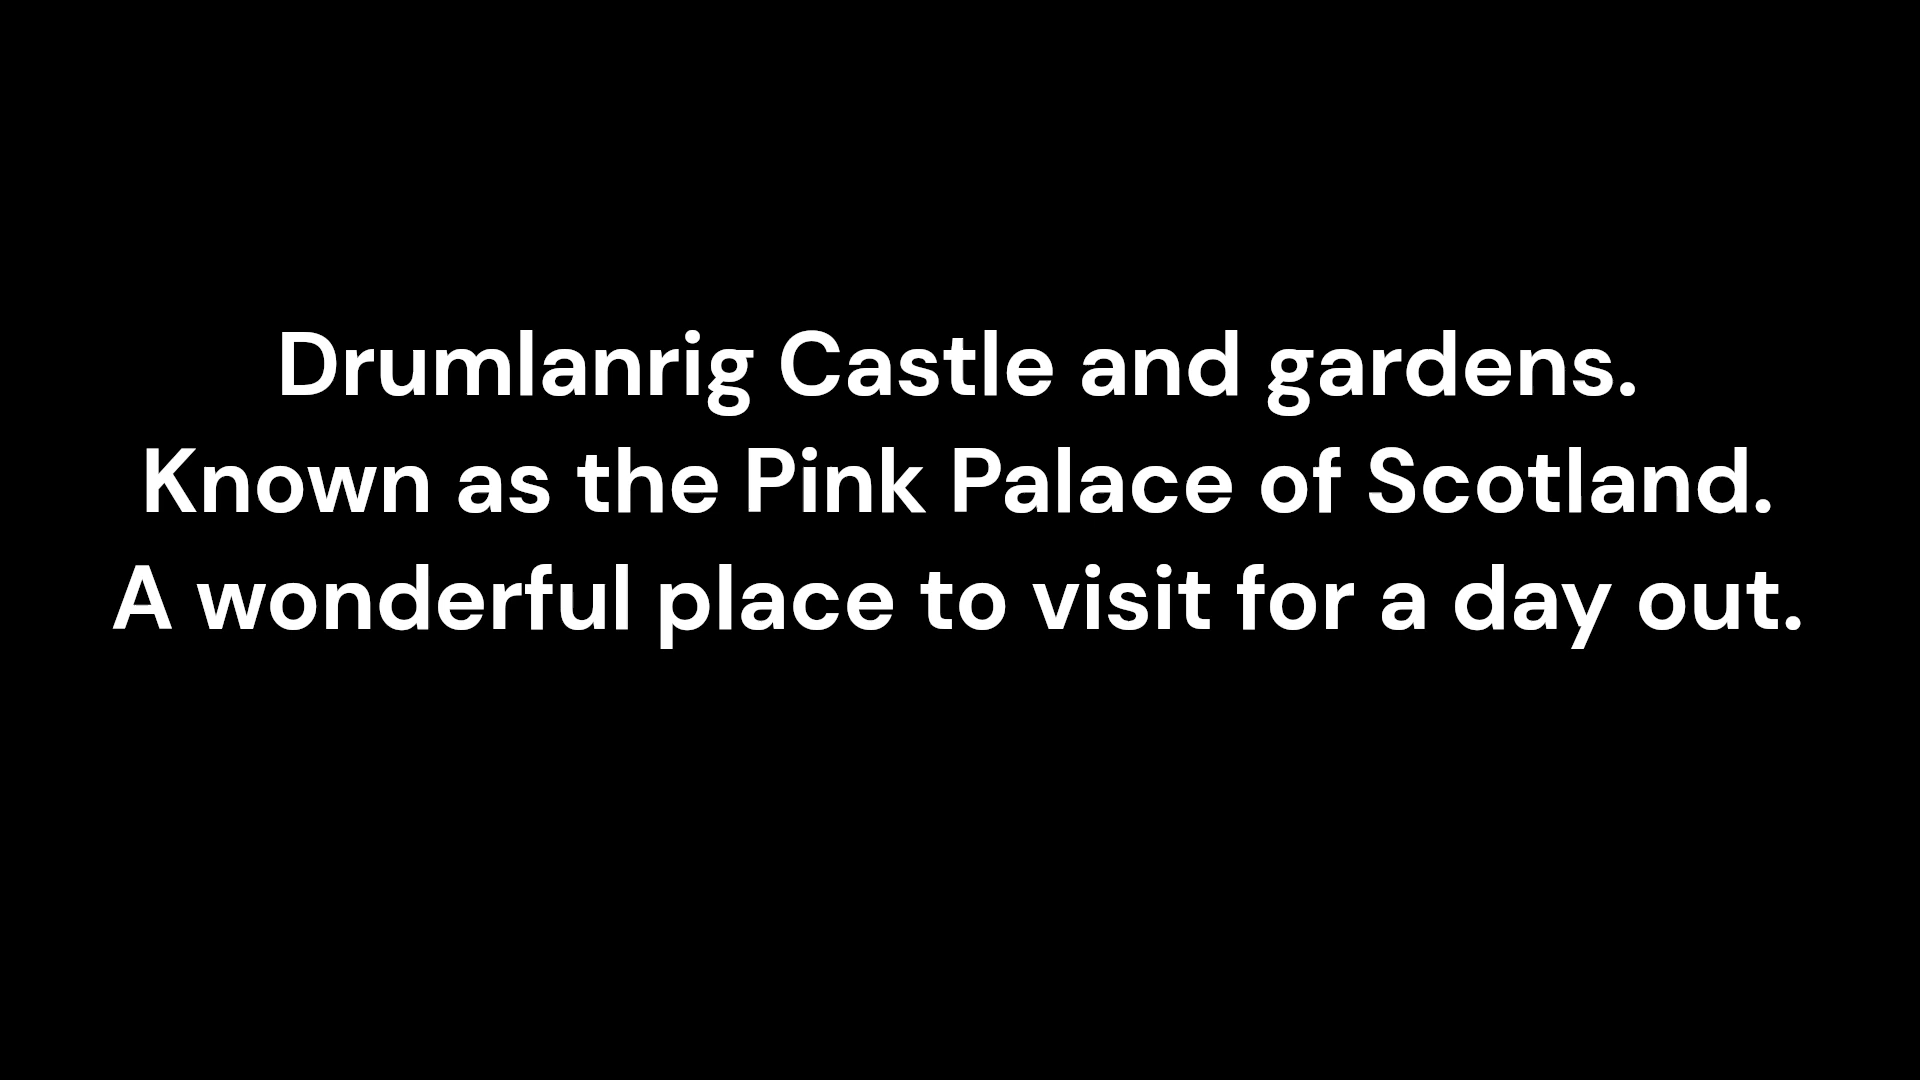 Drumlanrig Castle and gardens.
Known as the Pink Palace of Scotland.
A wonderful place to visit for a day out.